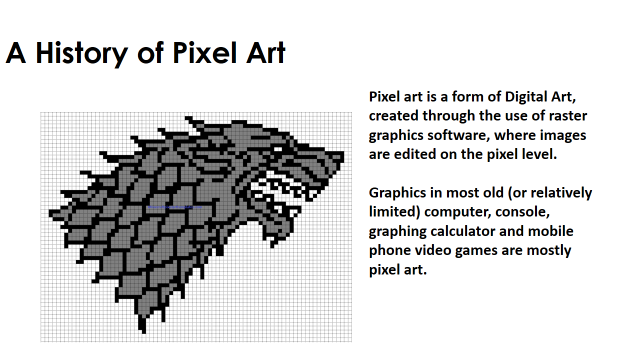 A History of Pixel Art
Pixel art is a form of Digital Art,
created through the use of raster
graphics software, where images
are edited on the pixel level.
Graphics in most old (or relatively
limited) computer, console,
graphing calculator and mobile
phone video games are mostly
pixel art.